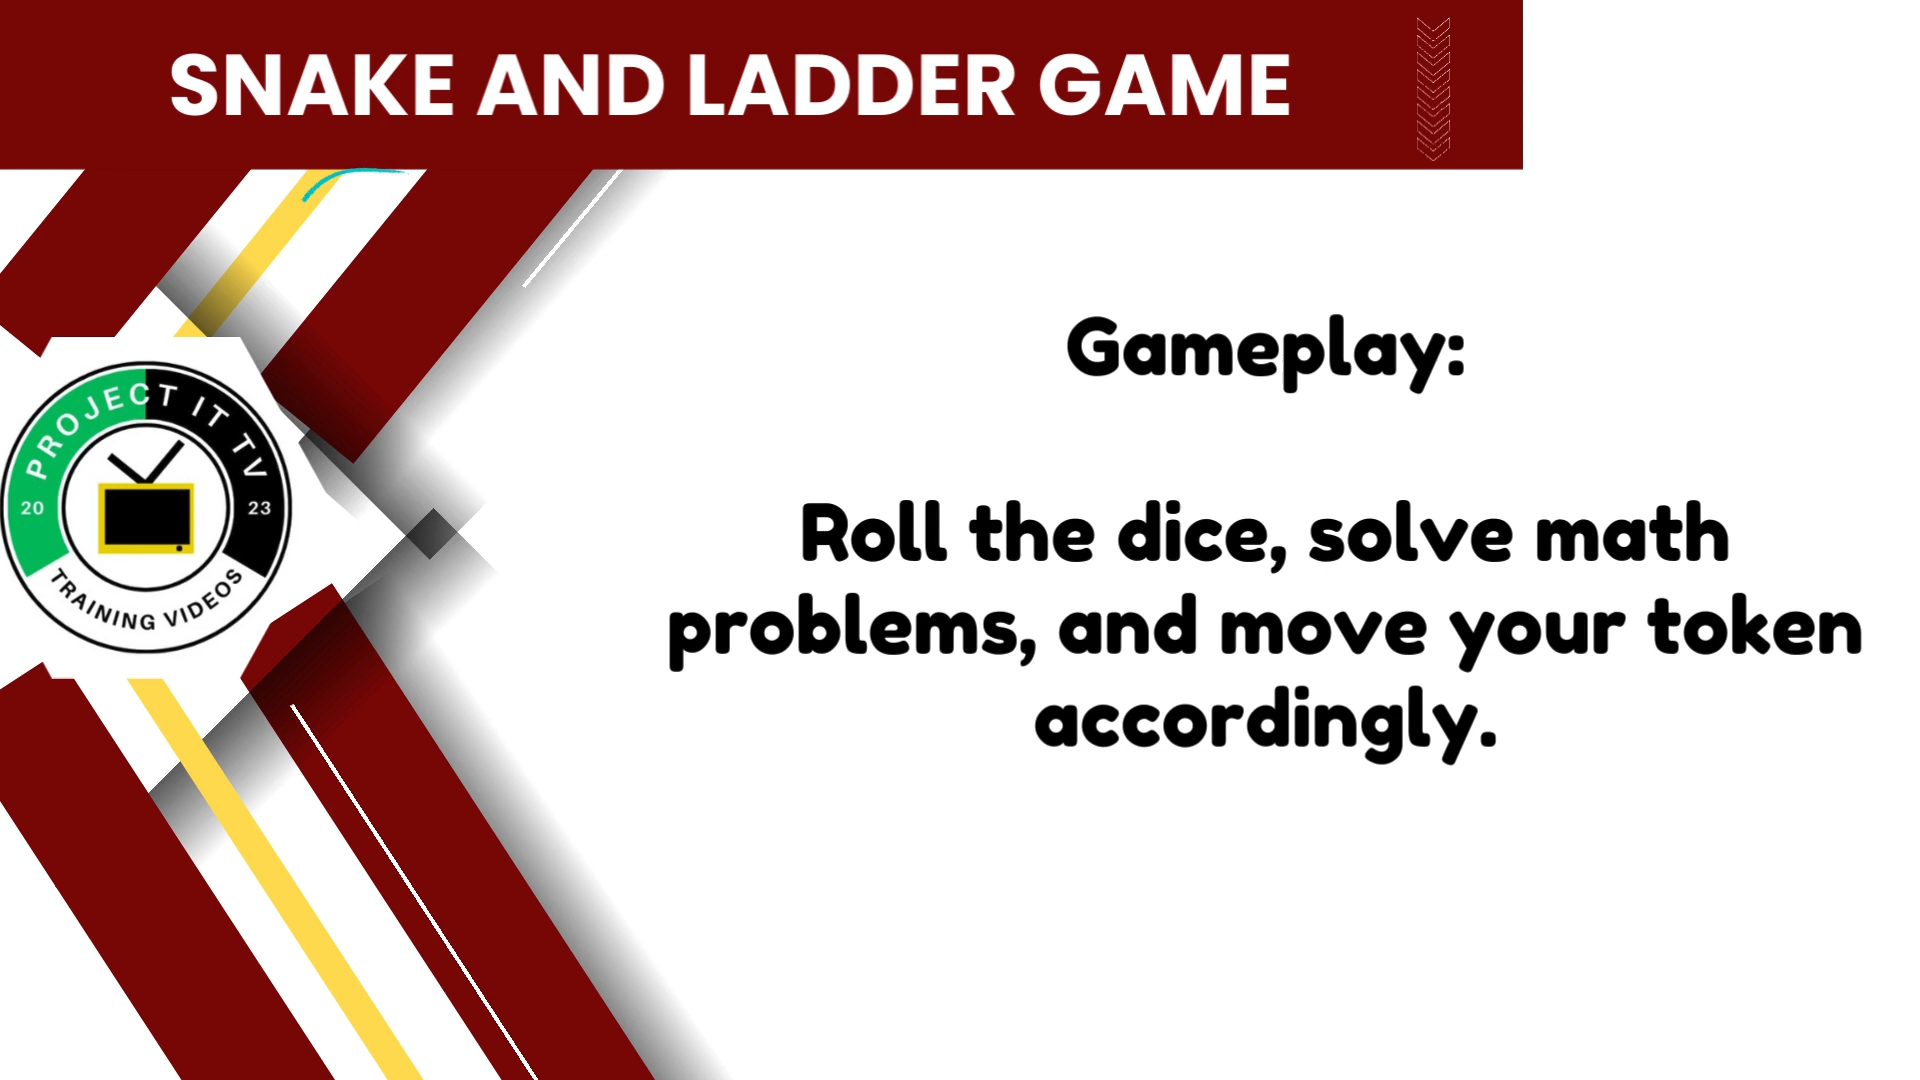 SNAKE AND LADDER GAME
PROJECT IT TV
20 23
TRAINING VIDEOS
Gameplay:
Roll the dice, solve math
problems, and move your token
accordingly.